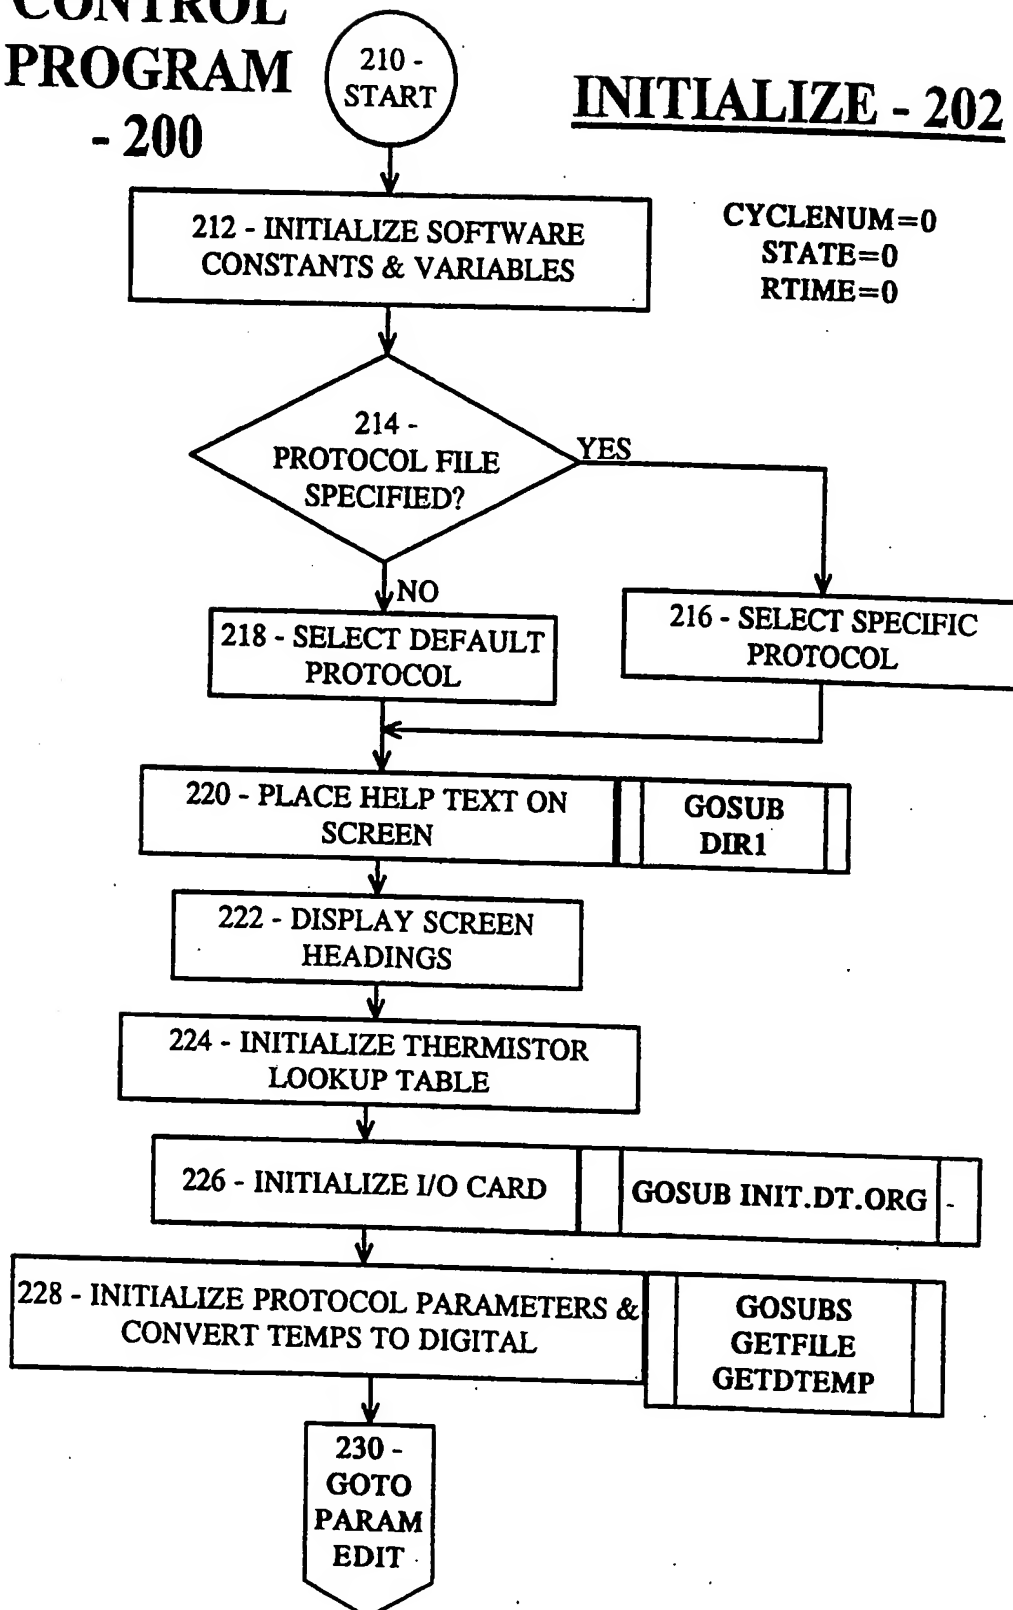 CONTROL
PROGRAM
- 200
210 -
START
INITIALIZE - 202
212 - INITIALIZE SOFTWARE
CONSTANTS & VARIABLES
CYCLENUM=0
STATE=0
RTIME=0
214 -
PROTOCOL FILE
SPECIFIED?
YES
NO
218 - SELECT DEFAULT
PROTOCOL
216 - SELECT SPECIFIC
PROTOCOL
220 - PLACE HELP TEXT ON
SCREEN
GOSUB
DIR1
222 - DISPLAY SCREEN
HEADINGS
224 - INITIALIZE THERMISTOR
LOOKUP TABLE
226 - INITIALIZE I/O CARD
GOSUB INIT.DT.ORG
228 - INITIALIZE PROTOCOL PARAMETERS &
CONVERT TEMPS TO DIGITAL
GOSUBS
GETFILE
GETDTEMP
230 -
GOTO
PARAM
EDIT